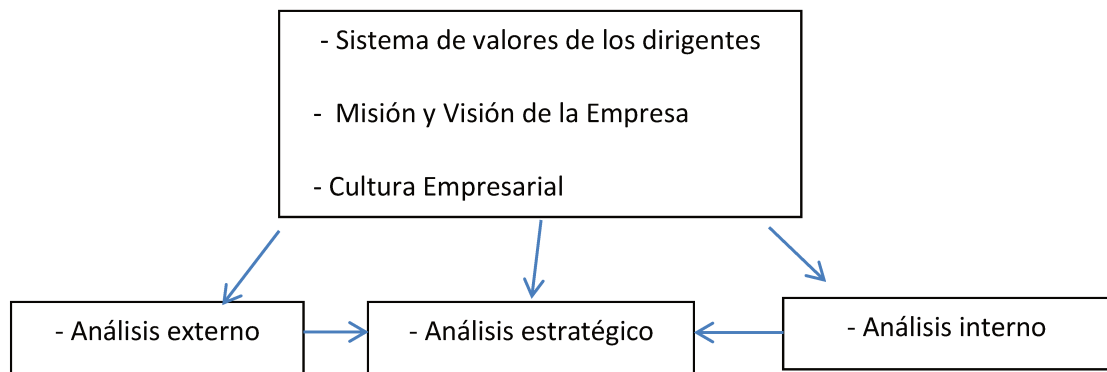 - Sistema de valores de los dirigentes
- Misión y Visión de la Empresa
- Cultura Empresarial
- Análisis externo
- Análisis estratégico
- Análisis interno